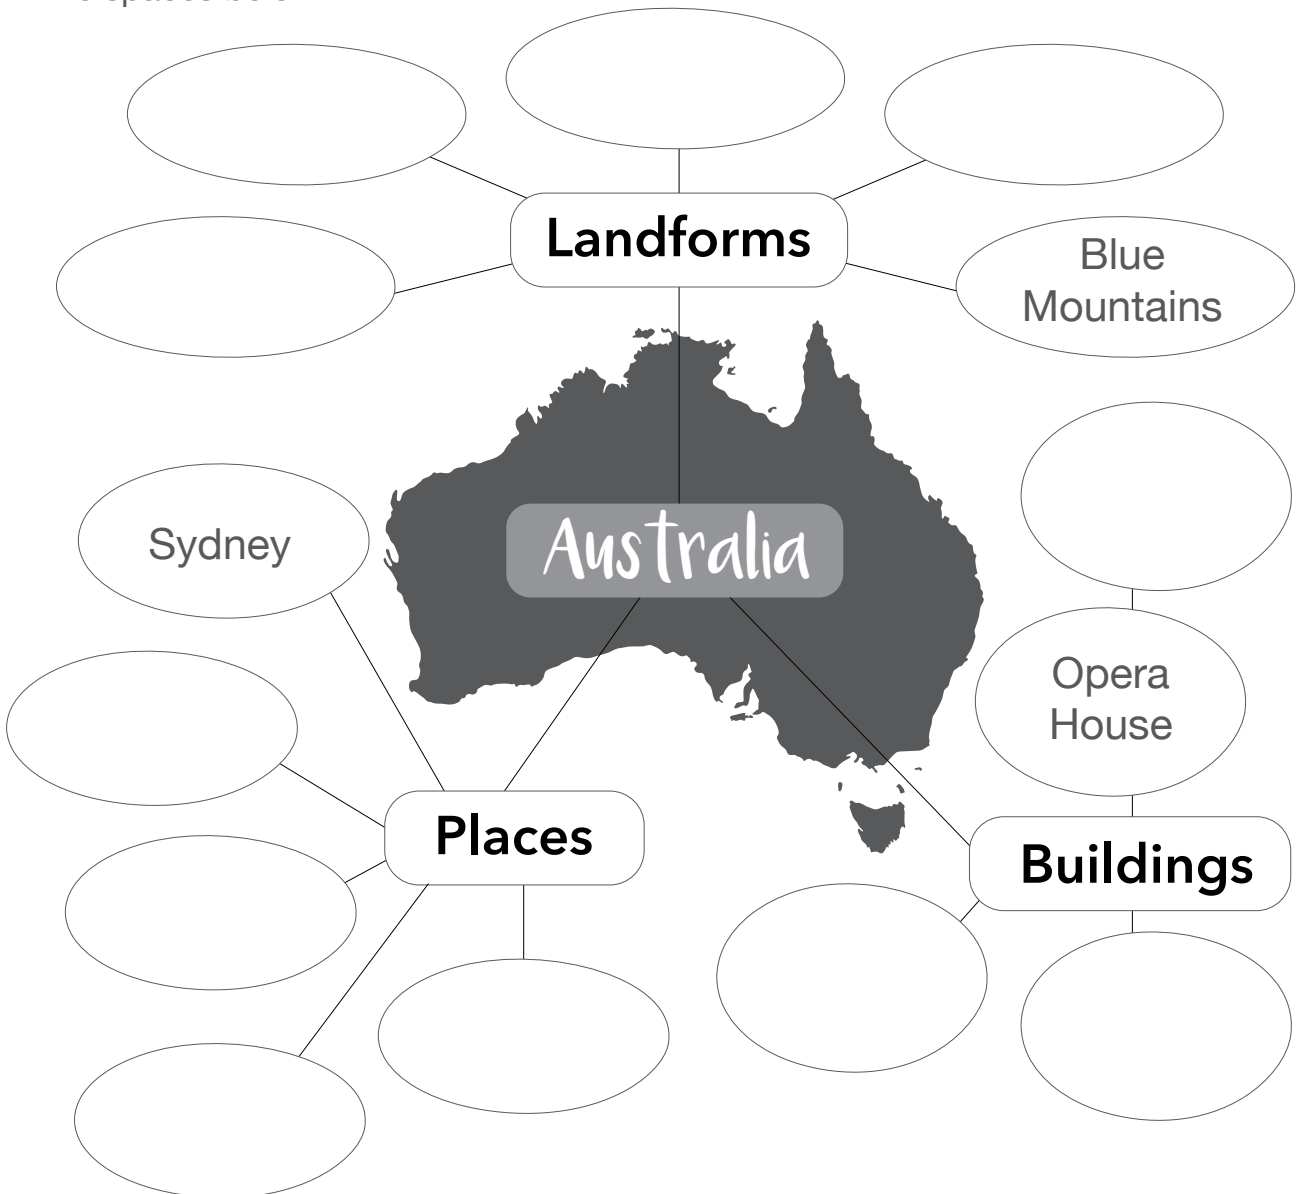 Landforms
Blue
Mountains
Australia
Sydney
Opera
House
Places
Buildings